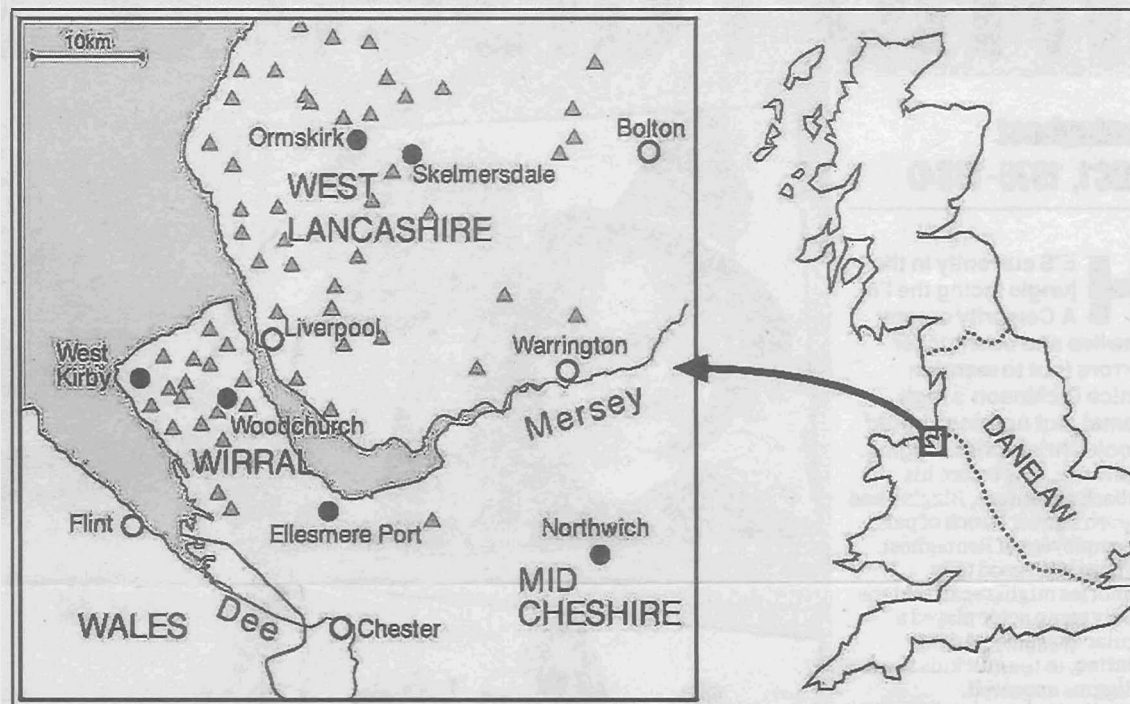 10km
Ormskirk
Bolton
Skelmersdale
WEST
LANCASHIRE
Liverpool
Warrington
West
Kirby
Mersey
Woodchurch
WIRRAL
DANELAW
Flint
Ellesmere Port
Northwich
MID
CHESHIRE
WALES
Dee
Chester